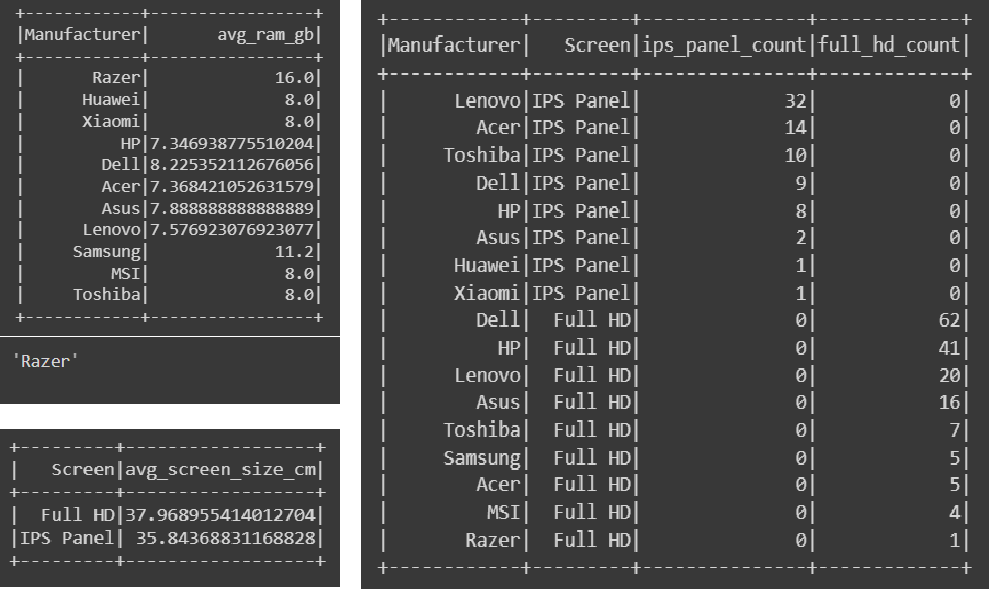 +------------+-----------------+
|Manufacturer|       avg_ram_gb|
+------------+-----------------+
|       Razer|             16.0|
|      Huawei|              8.0|
|      Xiaomi|              8.0|
|          HP|7.346938775510204|
|        Dell|8.225352112676056|
|        Acer|7.368421052631579|
|        Asus|7.888888888888889|
|      Lenovo|7.576923076923077|
|     Samsung|             11.2|
|         MSI|              8.0|
|     Toshiba|              8.0|
+------------+-----------------+
'Razer'
+---------+------------------+
|   Screen|avg_screen_size_cm|
+---------+------------------+
|  Full HD|37.968955414012704|
|IPS Panel| 35.84368831168828|
+---------+------------------+
+------------+---------+---------------+-------------+
|Manufacturer|   Screen|ips_panel_count|full_hd_count|
+------------+---------+---------------+-------------+
|      Lenovo|IPS Panel|             32|            0|
|        Acer|IPS Panel|             14|            0|
|     Toshiba|IPS Panel|             10|            0|
|        Dell|IPS Panel|              9|            0|
|          HP|IPS Panel|              8|            0|
|        Asus|IPS Panel|              2|            0|
|      Huawei|IPS Panel|              1|            0|
|      Xiaomi|IPS Panel|              1|            0|
|        Dell|  Full HD|              0|           62|
|          HP|  Full HD|              0|           41|
|      Lenovo|  Full HD|              0|           20|
|        Asus|  Full HD|              0|           16|
|     Toshiba|  Full HD|              0|            7|
|     Samsung|  Full HD|              0|            5|
|        Acer|  Full HD|              0|            5|
|         MSI|  Full HD|              0|            4|
|       Razer|  Full HD|              0|            1|
+------------+---------+---------------+-------------+